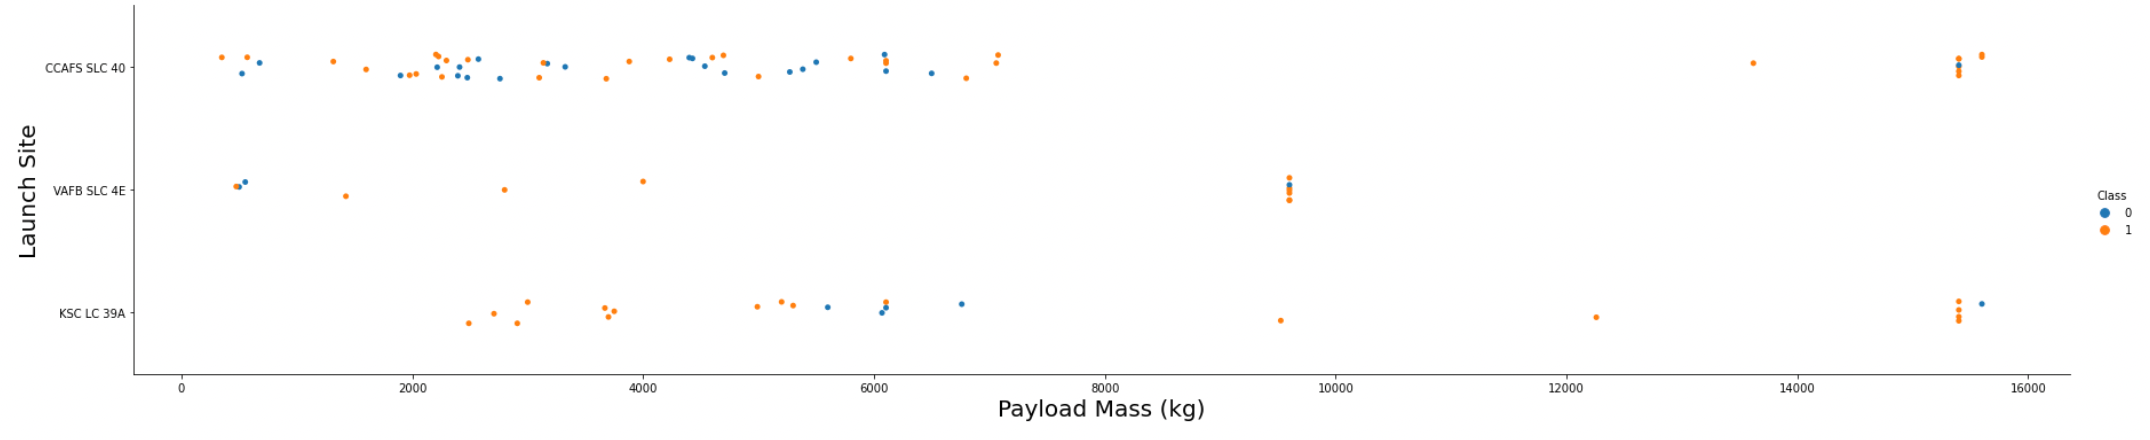 Launch Site
CCAFS SLC 40
VAFB SLC 4E
KSC LC 39A
0 2000 4000 6000 8000 10000 12000 14000 16000
Payload Mass (kg)
Class
0
1